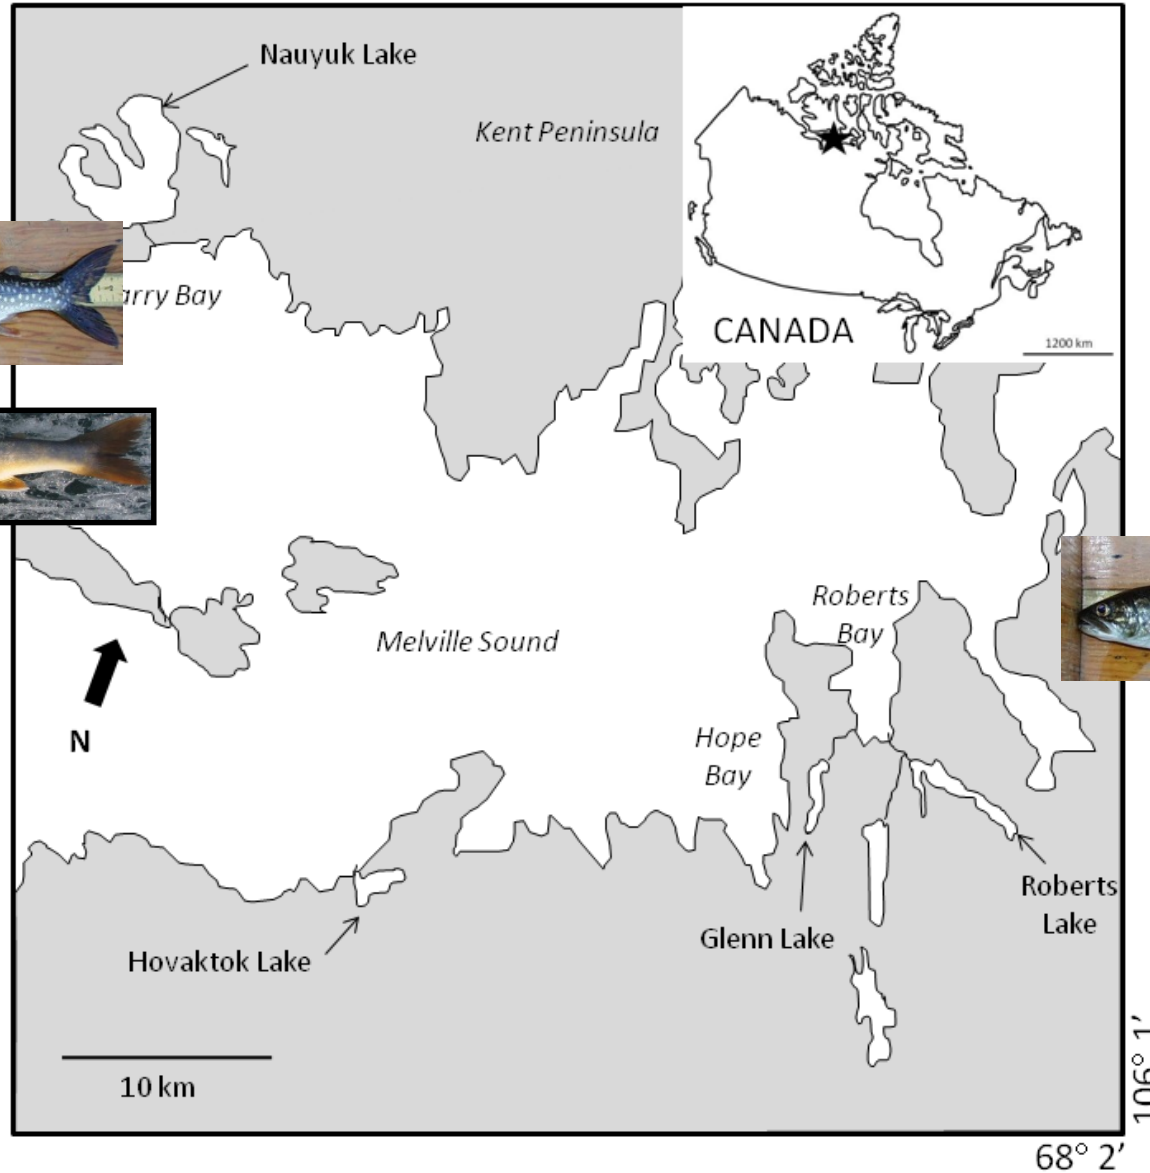 Nauyuk Lake
Kent Peninsula
CANADA
1200 km
arry Bay
Roberts
Bay
Melville Sound
N
Hope
Bay
Roberts
Lake
Glenn Lake
Hovaktok Lake
10 km
106° 1'
68° 2'